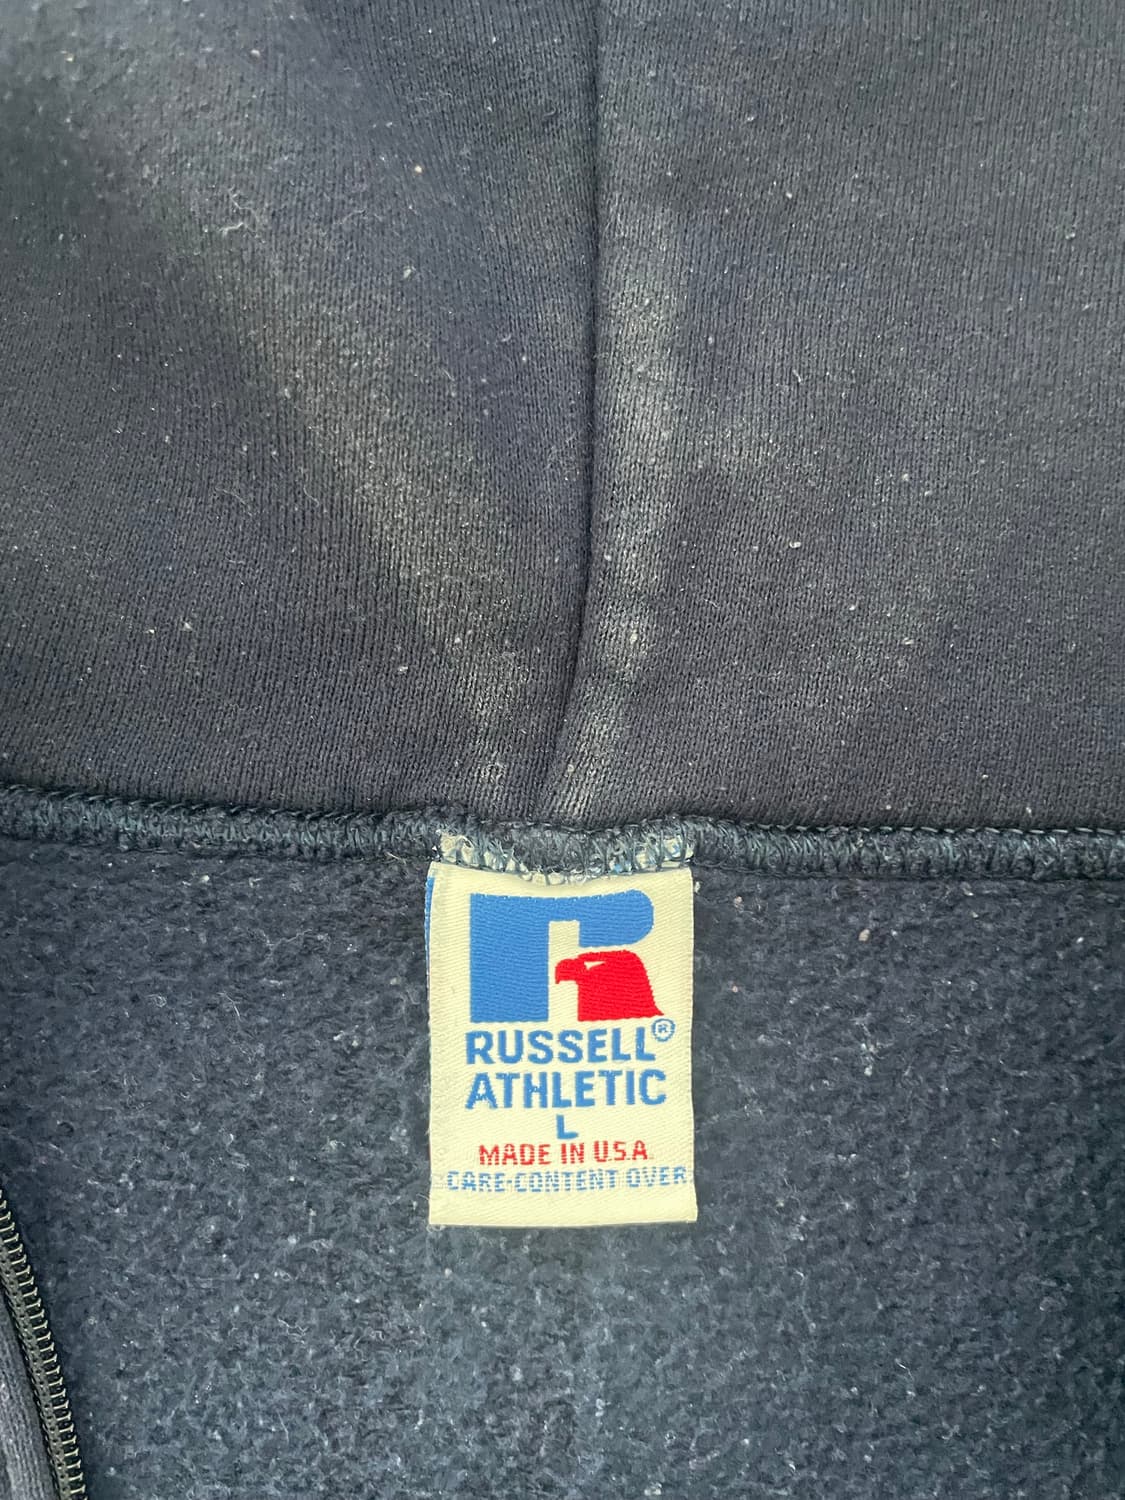 RUSSELL®
ATHLETIC
L
MADE IN U.S.A.
CARE-CONTENT OVER